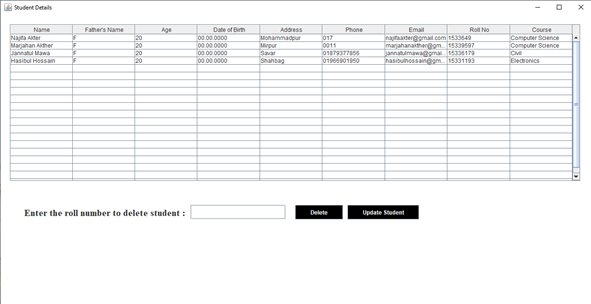 Student Details
Name Father's Name Age Date of Birth Address Phone Email Roll No Course
Najifa Akter F 20 00.00.0000 Mohammadpur 017 najifaakter@gmail.com 1533649 Computer Science
Marjahan Akther F 20 00.00.0000 Mirpur 0011 marjahanakther@gm... 15339597 Computer Science
Jannatul Mawa F 20 00.00.0000 Savar 01879377856 jannatulmawa@gmai... 15336179 Civil
Hasibul Hossain F 20 00.00.0000 Shahbag 01966901950 hasibulhossain@gm... 15331193 Electronics
Enter the roll number to delete student : Delete Update Student